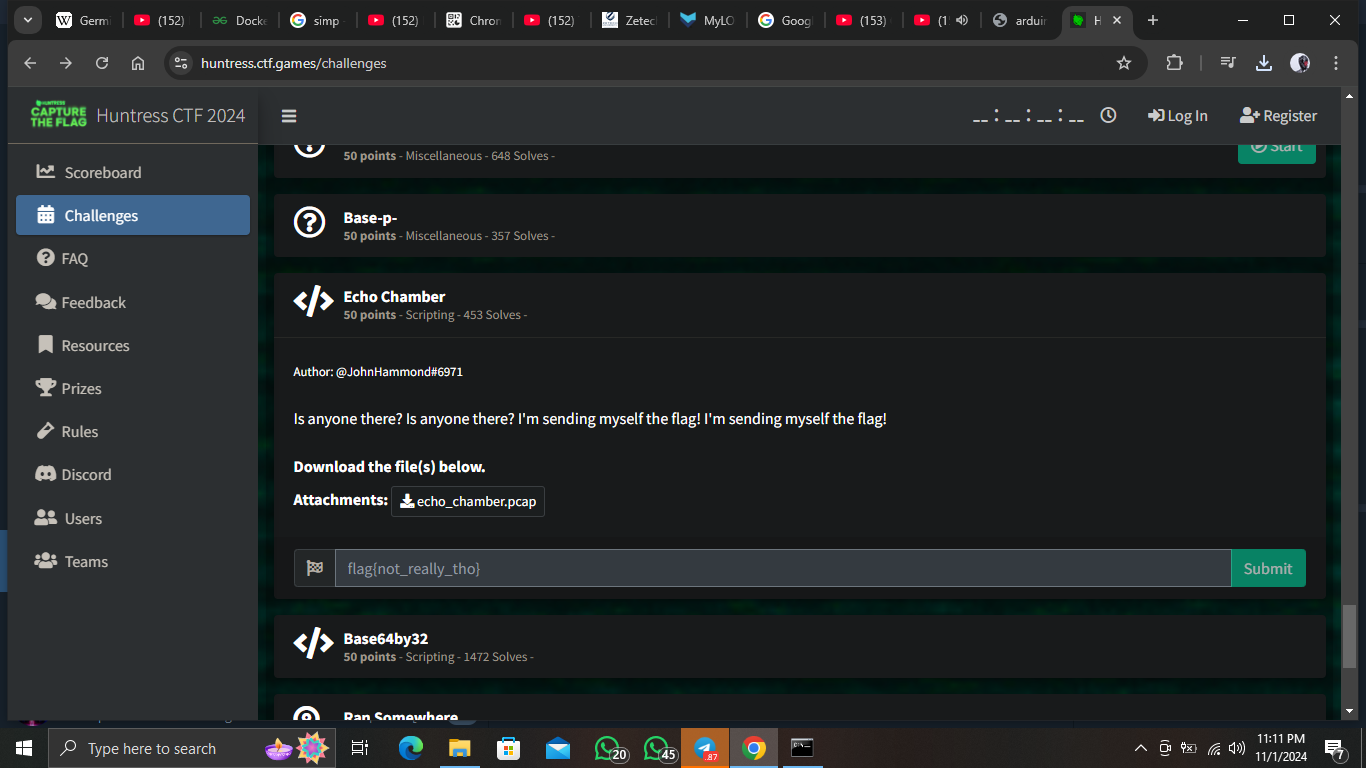 Germi
(152)
Docke
simp
(152)
Chron
(152)
Zetecl
MyLO
Goog
(153)
(1
arduir
H
huntress.ctf.games/challenges
HUNTRESS
CAPTURE
THE FLAG
Huntress CTF 2024
-- : -- : -- : --
Log In
Register
Scoreboard
Challenges
FAQ
Feedback
Resources
Prizes
Rules
Discord
Users
Teams
50 points - Miscellaneous - 648 Solves -
Start
Base-p-
50 points - Miscellaneous - 357 Solves -
Echo Chamber
50 points - Scripting - 453 Solves -
Author: @JohnHammond#6971
Is anyone there? Is anyone there? I'm sending myself the flag! I'm sending myself the flag!
Download the file(s) below.
Attachments: echo_chamber.pcap
flag{not_really_tho}
Submit
Base64by32
50 points - Scripting - 1472 Solves -
Ran Somewhere
Type here to search
20
45
.87
11:11 PM
11/1/2024
7